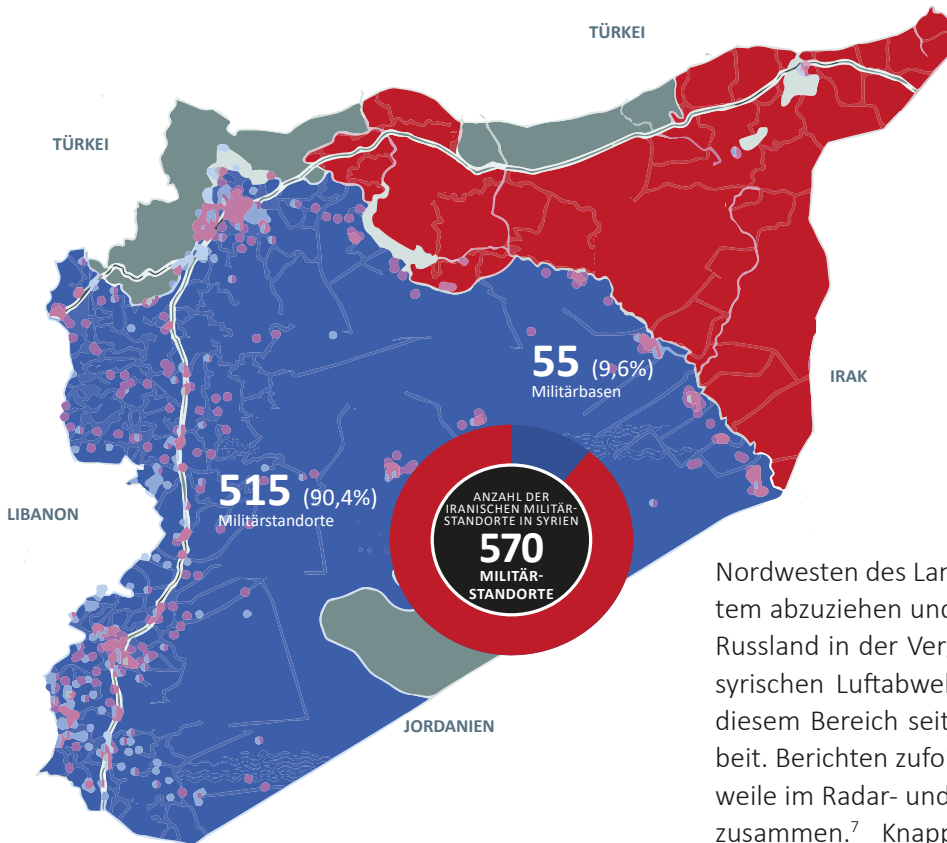 TÜRKEI
TÜRKEI
55 (9,6%)
Militärbasen
IRAK
515 (90,4%)
Militärstandorte
LIBANON
ANZAHL DER
IRANISCHEN MILITÄR-
STANDORTE IN SYRIEN
570
MILITÄR-
STANDORTE
JORDANIEN
Nordwesten des Lan
tem abzuziehen und
Russland in der Ver
syrischen Luftabweh
diesem Bereich seit
beit. Berichten zufo
weile im Radar- und
zusammen.7 Knapp